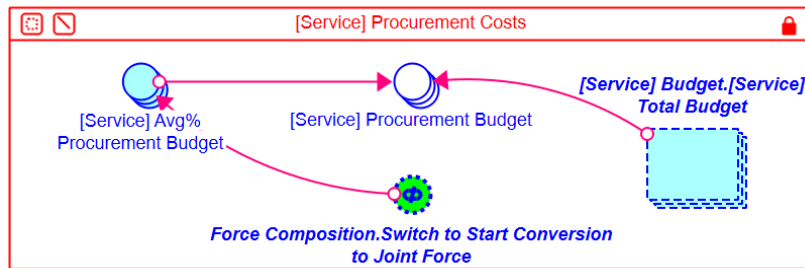 [Service] Procurement Costs
[Service] Budget.[Service]
Total Budget
[Service] Avg%
Procurement Budget
[Service] Procurement Budget
Φ
Force Composition.Switch to Start Conversion
to Joint Force